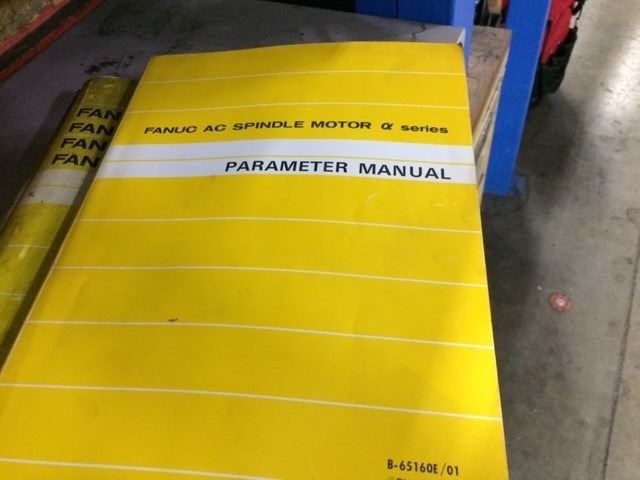 FANUC AC SPINDLE MOTOR α series
PARAMETER MANUAL
B-65160E/01
FAN
FAN
FAN
FAN